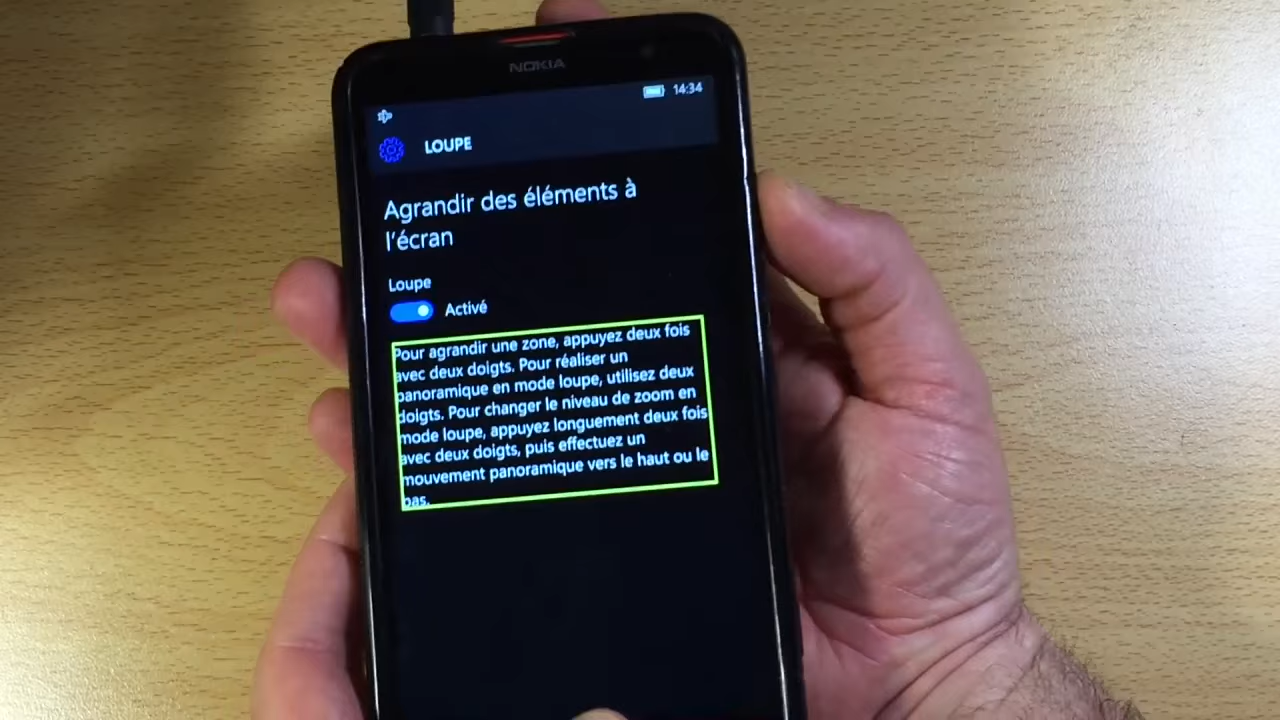 NOKIA
14:34
LOUPE
Agrandir des éléments à
l'écran
Loupe
Activé
Pour agrandir une zone, appuyez deux fois
avec deux doigts. Pour réaliser un
panoramique en mode loupe, utilisez deux
doigts. Pour changer le niveau de zoom en
mode loupe, appuyez longuement deux fois
avec deux doigts, puis effectuez un
mouvement panoramique vers le haut ou le
bas.